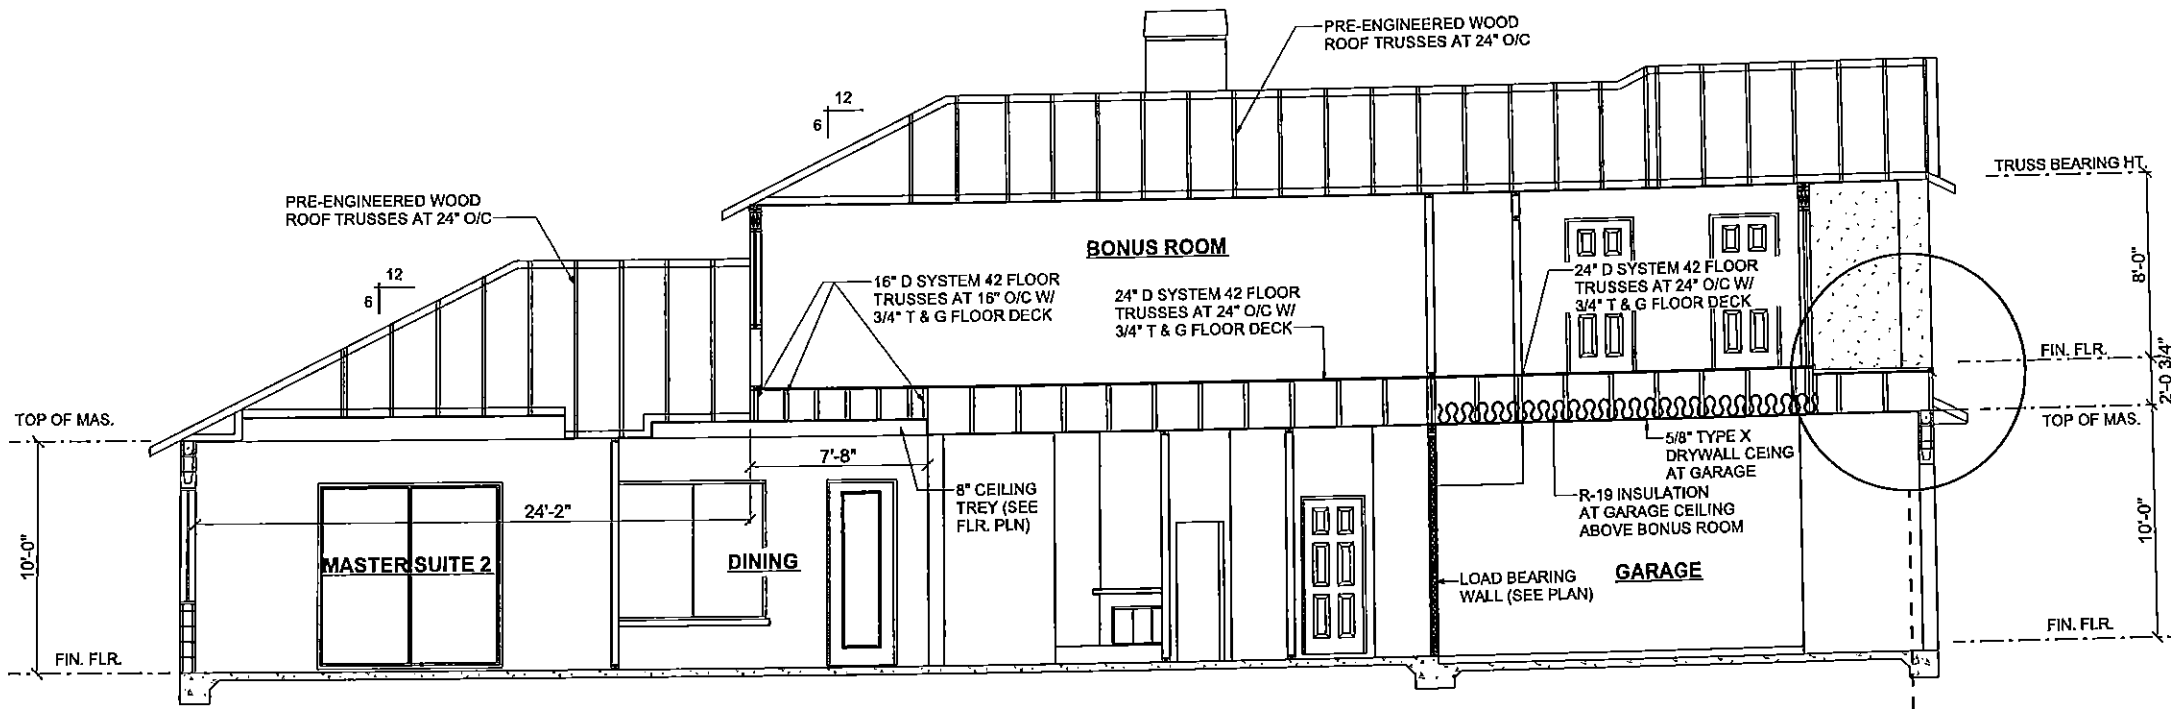 PRE-ENGINEERED WOOD
ROOF TRUSSES AT 24" O/C
12
6
TRUSS BEARING HT.
PRE-ENGINEERED WOOD
ROOF TRUSSES AT 24" O/C
BONUS ROOM
12
6
16" D SYSTEM 42 FLOOR
TRUSSES AT 16" O/C W/
3/4" T & G FLOOR DECK
24" D SYSTEM 42 FLOOR
TRUSSES AT 24" O/C W/
3/4" T & G FLOOR DECK
24" D SYSTEM 42 FLOOR
TRUSSES AT 24" O/C W/
3/4" T & G FLOOR DECK
8'-0"
FIN. FLR.
2'-0 3/4"
TOP OF MAS.
TOP OF MAS.
7'-8"
5/8" TYPE X
DRYWALL CEING
AT GARAGE
8" CEILING
TREY (SEE
FLR. PLN)
24'-2"
R-19 INSULATION
AT GARAGE CEILING
ABOVE BONUS ROOM
10'-0"
10'-0"
MASTER SUITE 2
DINING
LOAD BEARING
WALL (SEE PLAN)
GARAGE
FIN. FLR.
FIN. FLR.